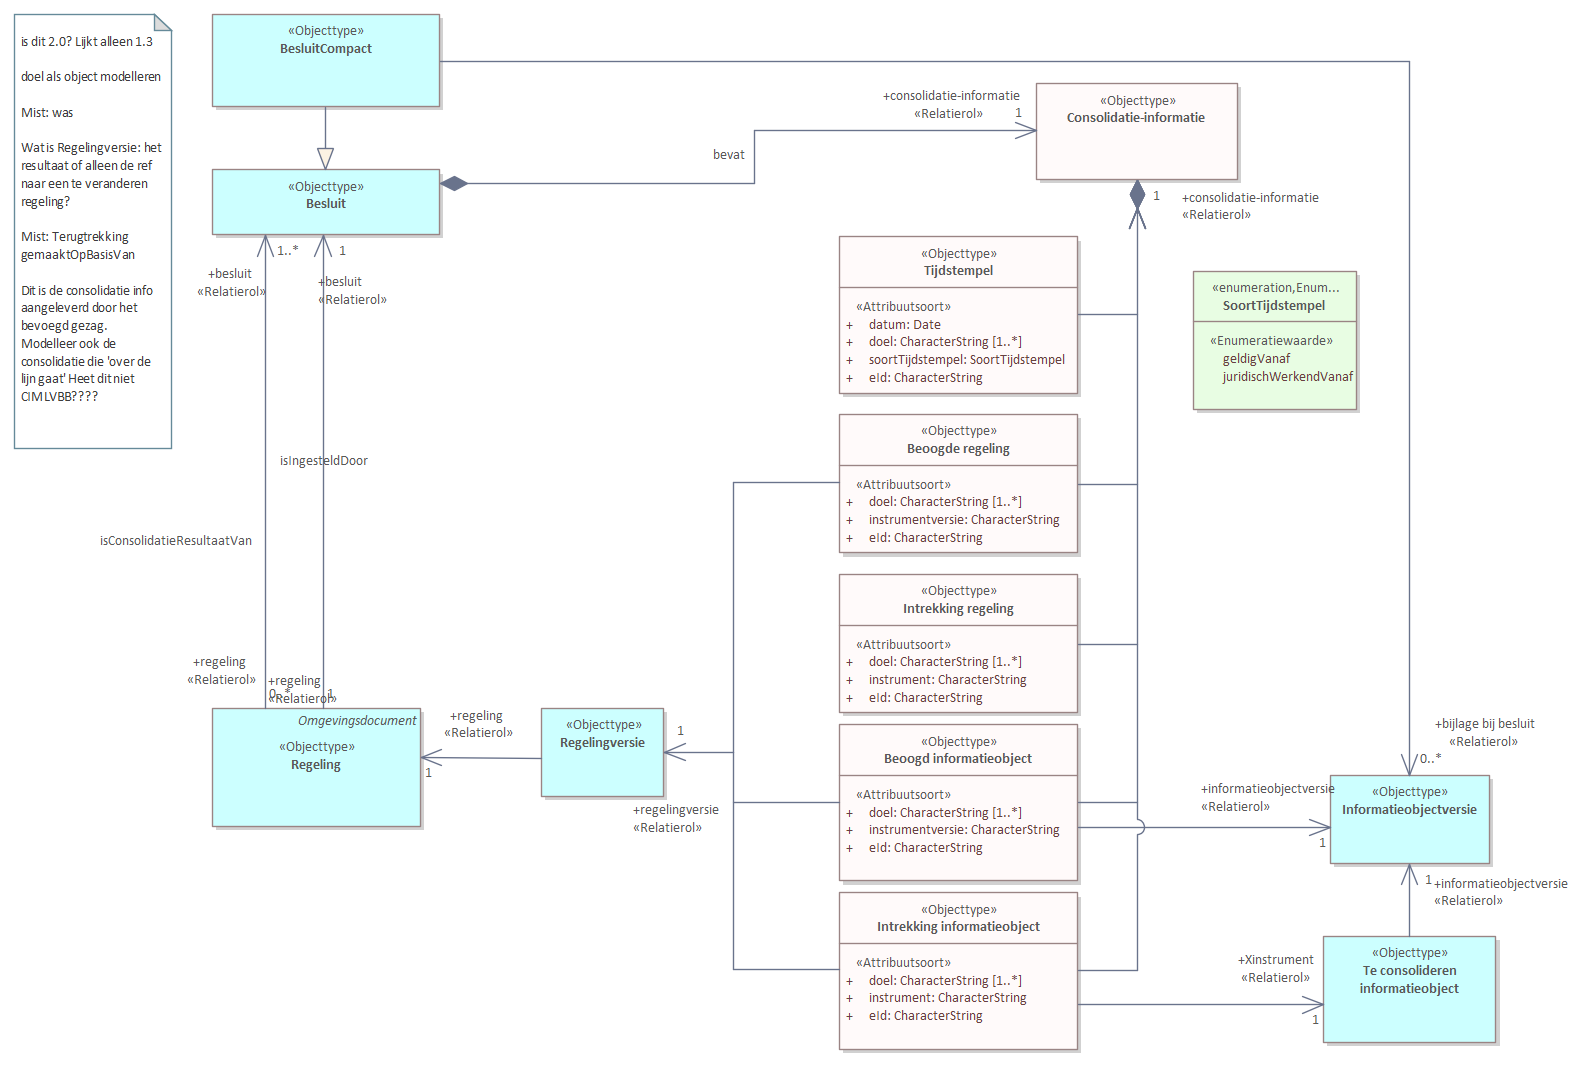 is dit 2.0? Lijkt alleen 1.3
doel als object modelleren
Mist: was
Wat is Regelingversie: het
resultaat of alleen de ref
naar een te veranderen
regeling?
Mist: Terugtrekking
gemaaktOpBasisVan
Dit is de consolidatie info
aangeleverd door het
bevoegd gezag.
Modelleer ook de
consolidatie die 'over de
lijn gaat' Heet dit niet
CIMLVBB????
«Objecttype»
BesluitCompact
«Objecttype»
Besluit
bevat
+consolidatie-informatie
«Relatierol»
1
«Objecttype»
Consolidatie-informatie
1
+consolidatie-informatie
«Relatierol»
1..*
+besluit
«Relatierol»
1
+besluit
«Relatierol»
«Objecttype»
Tijdstempel
«Attribuutsoort»
+ datum: Date
+ doel: CharacterString [1..*]
+ soortTijdstempel: SoortTijdstempel
+ eId: CharacterString
«enumeration,Enum...
SoortTijdstempel
«Enumeratiewaarde»
geldigVanaf
juridischWerkendVanaf
«Objecttype»
Beoogde regeling
«Attribuutsoort»
+ doel: CharacterString [1..*]
+ instrumentversie: CharacterString
+ eId: CharacterString
isIngesteldDoor
isConsolidatieResultaatVan
«Objecttype»
Intrekking regeling
«Attribuutsoort»
+ doel: CharacterString [1..*]
+ instrument: CharacterString
+ eId: CharacterString
+regeling
«Relatierol»
0..*
+regeling
«Relatierol»
1
Omgevingsdocument
«Objecttype»
Regeling
+regeling
«Relatierol»
1
«Objecttype»
Regelingversie
1
+regelingversie
«Relatierol»
«Objecttype»
Beoogd informatieobject
«Attribuutsoort»
+ doel: CharacterString [1..*]
+ instrumentversie: CharacterString
+ eId: CharacterString
+bijlage bij besluit
«Relatierol»
0..*
+informatieobjectversie
«Relatierol»
1
«Objecttype»
Informatieobjectversie
1
+informatieobjectversie
«Relatierol»
«Objecttype»
Intrekking informatieobject
«Attribuutsoort»
+ doel: CharacterString [1..*]
+ instrument: CharacterString
+ eId: CharacterString
+Xinstrument
«Relatierol»
1
«Objecttype»
Te consolideren
informatieobject